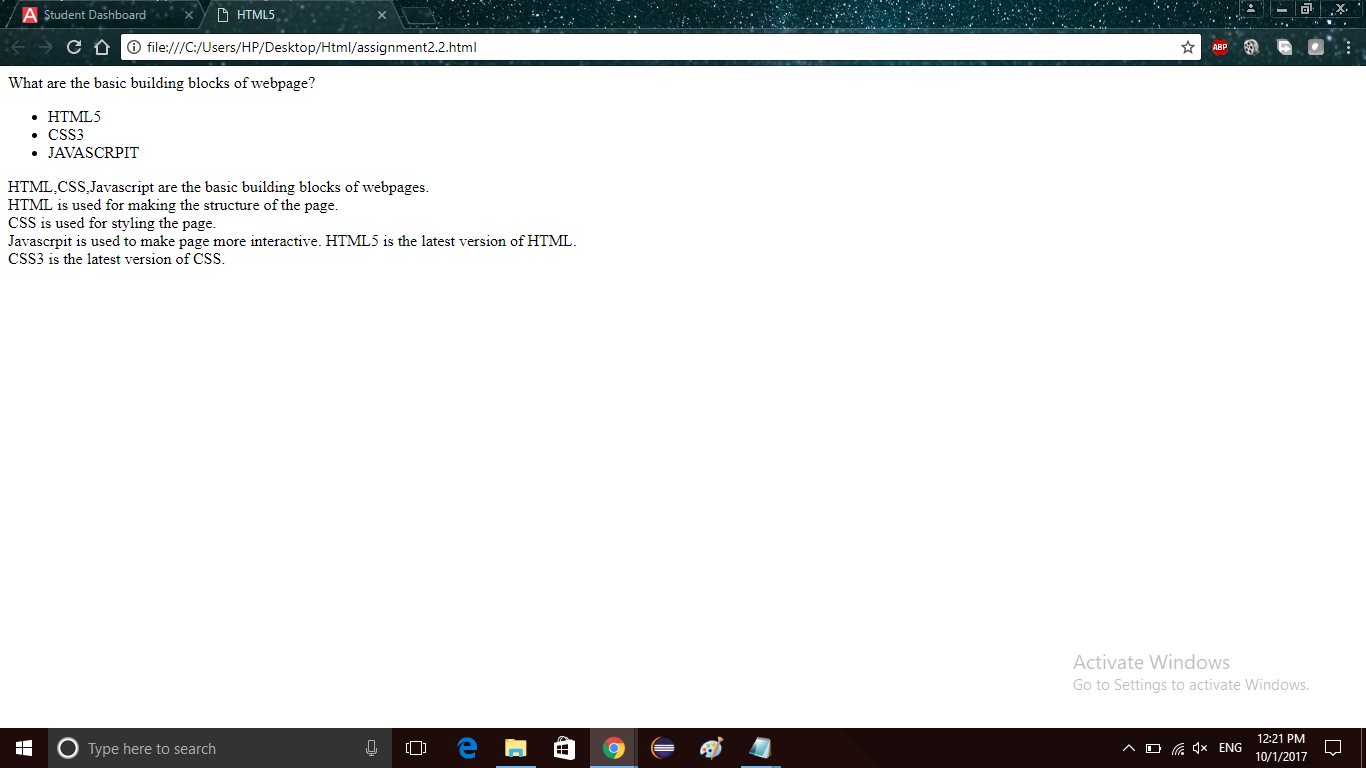 Student Dashboard
HTML5
file:///C:/Users/HP/Desktop/Html/assignment2.2.html
ABP
What are the basic building blocks of webpage?
HTML5
CSS3
JAVASCRPIT
HTML,CSS,Javascript are the basic building blocks of webpages.
HTML is used for making the structure of the page.
CSS is used for styling the page.
Javascrpit is used to make page more interactive. HTML5 is the latest version of HTML.
CSS3 is the latest version of CSS.
Activate Windows
Go to Settings to activate Windows.
Type here to search
ENG
12:21 PM
10/1/2017